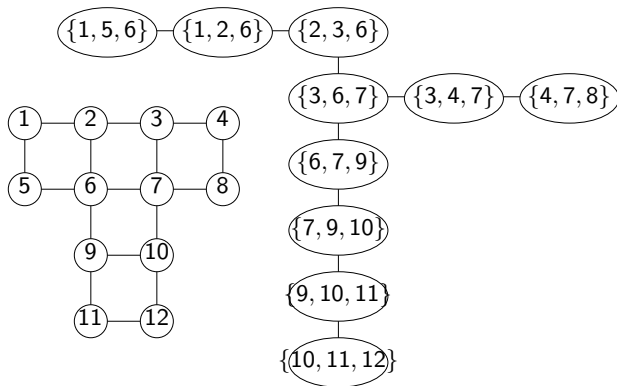 {1, 5, 6} {1, 2, 6} {2, 3, 6}
{3, 6, 7} {3, 4, 7} {4, 7, 8}
1 2 3 4
{6, 7, 9}
5 6 7 8
{7, 9, 10}
9 10
{9, 10, 11}
11 12
{10, 11, 12}